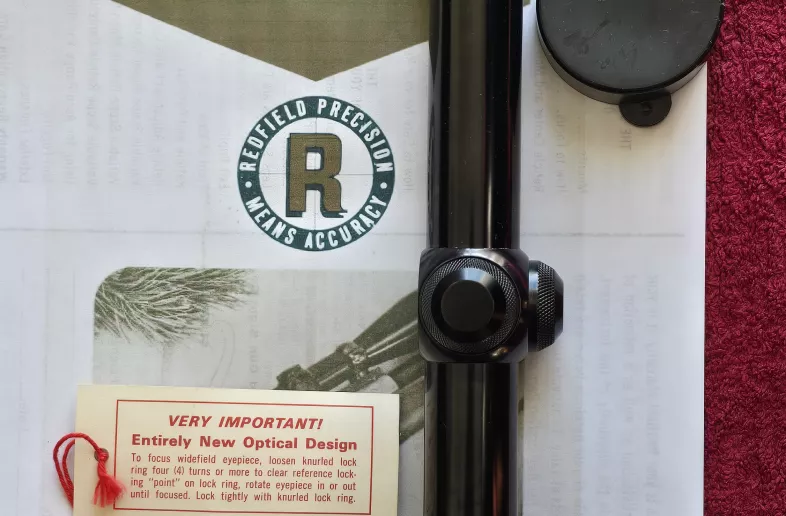 REDFIELD PRECISION
R
MEANS ACCURACY
VERY IMPORTANT!
Entirely New Optical Design
To focus widefield eyepiece, loosen knurled lock
ring four (4) turns or more to clear reference lock-
ing "point" on lock ring, rotate eyepiece in or out
until focused. Lock tightly with knurled lock ring.